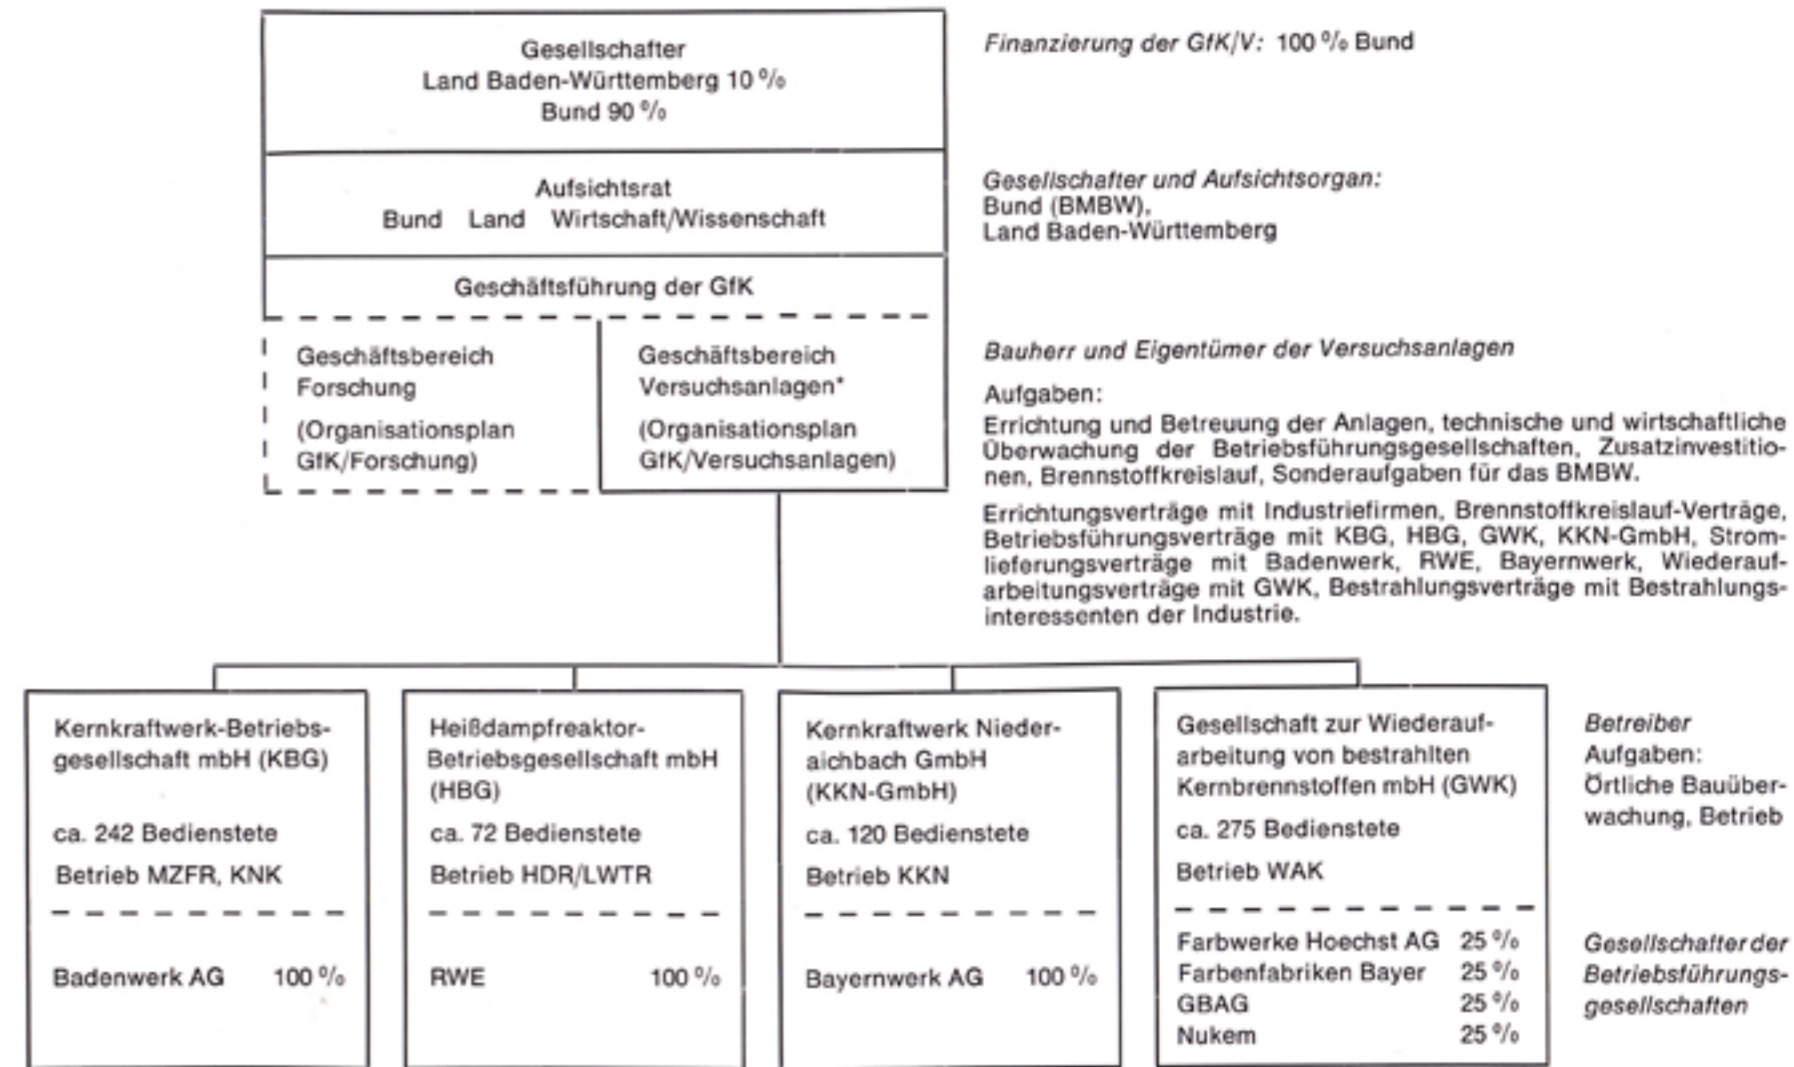 Gesellschafter
Land Baden-Württemberg 10 %
Bund 90 %
Finanzierung der GfK/V: 100 % Bund
Aufsichtsrat
Bund Land Wirtschaft/Wissenschaft
Gesellschafter und Aufsichtsorgan:
Bund (BMBW),
Land Baden-Württemberg
Geschäftsführung der GfK
Geschäftsbereich
Forschung
(Organisationsplan
GfK/Forschung)
Geschäftsbereich
Versuchsanlagen*
(Organisationsplan
GfK/Versuchsanlagen)
Bauherr und Eigentümer der Versuchsanlagen
Aufgaben:
Errichtung und Betreuung der Anlagen, technische und wirtschaftliche
Überwachung der Betriebsführungsgesellschaften, Zusatzinvestitio-
nen, Brennstoffkreislauf, Sonderaufgaben für das BMBW.
Errichtungsverträge mit Industriefirmen, Brennstoffkreislauf-Verträge,
Betriebsführungsverträge mit KBG, HBG, GWK, KKN-GmbH, Strom-
lieferungsverträge mit Badenwerk, RWE, Bayernwerk, Wiederauf-
arbeitungsverträge mit GWK, Bestrahlungsverträge mit Bestrahlungs-
interessenten der Industrie.
Kernkraftwerk-Betriebs-
gesellschaft mbH (KBG)
ca. 242 Bedienstete
Betrieb MZFR, KNK
Badenwerk AG 100 %
Heißdampfreaktor-
Betriebsgesellschaft mbH
(HBG)
ca. 72 Bedienstete
Betrieb HDR/LWTR
RWE 100 %
Kernkraftwerk Nieder-
aichbach GmbH
(KKN-GmbH)
ca. 120 Bedienstete
Betrieb KKN
Bayernwerk AG 100 %
Gesellschaft zur Wiederauf-
arbeitung von bestrahlten
Kernbrennstoffen mbH (GWK)
ca. 275 Bedienstete
Betrieb WAK
Farbwerke Hoechst AG 25 %
Farbenfabriken Bayer 25 %
GBAG 25 %
Nukem 25 %
Betreiber
Aufgaben:
Örtliche Bauüber-
wachung, Betrieb
Gesellschafter der
Betriebsführungs-
gesellschaften